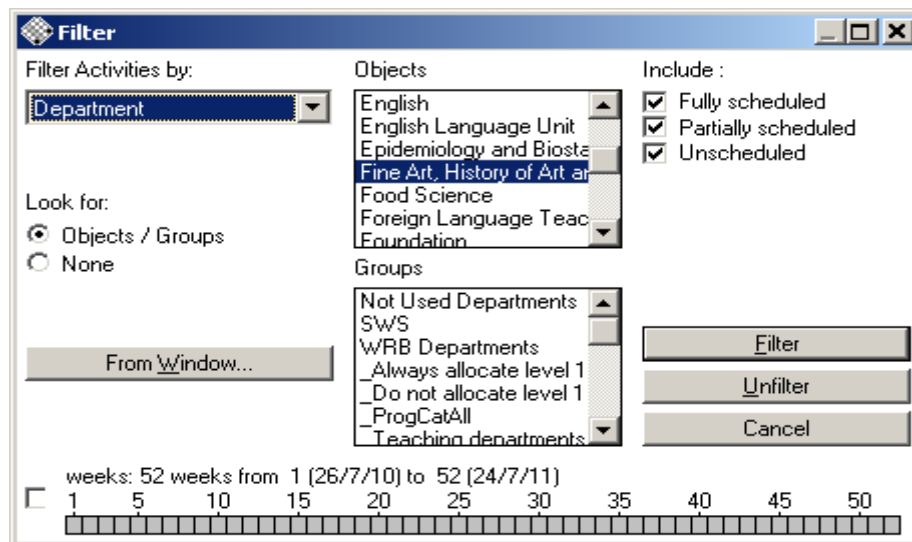 Filter
Filter Activities by:
Department
Look for:
Objects / Groups
None
From Window...
Objects
English
English Language Unit
Epidemiology and Biosta
Fine Art, History of Art an
Food Science
Foreign Language Teac
Foundation
Groups
Not Used Departments
SWS
WRB Departments
_Always allocate level 1
_Do not allocate level 1
_ProgCatAll
_Teaching departments
Include :
Fully scheduled
Partially scheduled
Unscheduled
Filter
Unfilter
Cancel
weeks: 52 weeks from 1 (26/7/10) to 52 (24/7/11)
1 5 10 15 20 25 30 35 40 45 50